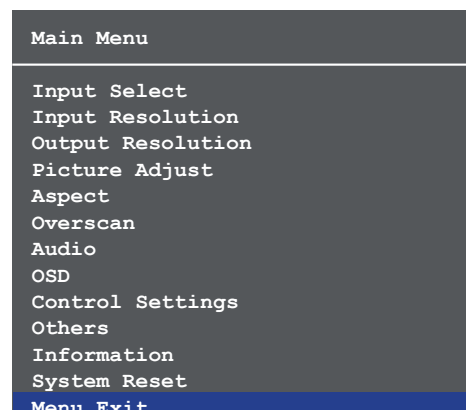 Main Menu
Input Select
Input Resolution
Output Resolution
Picture Adjust
Aspect
Overscan
Audio
OSD
Control Settings
Others
Information
System Reset
Menu Exit